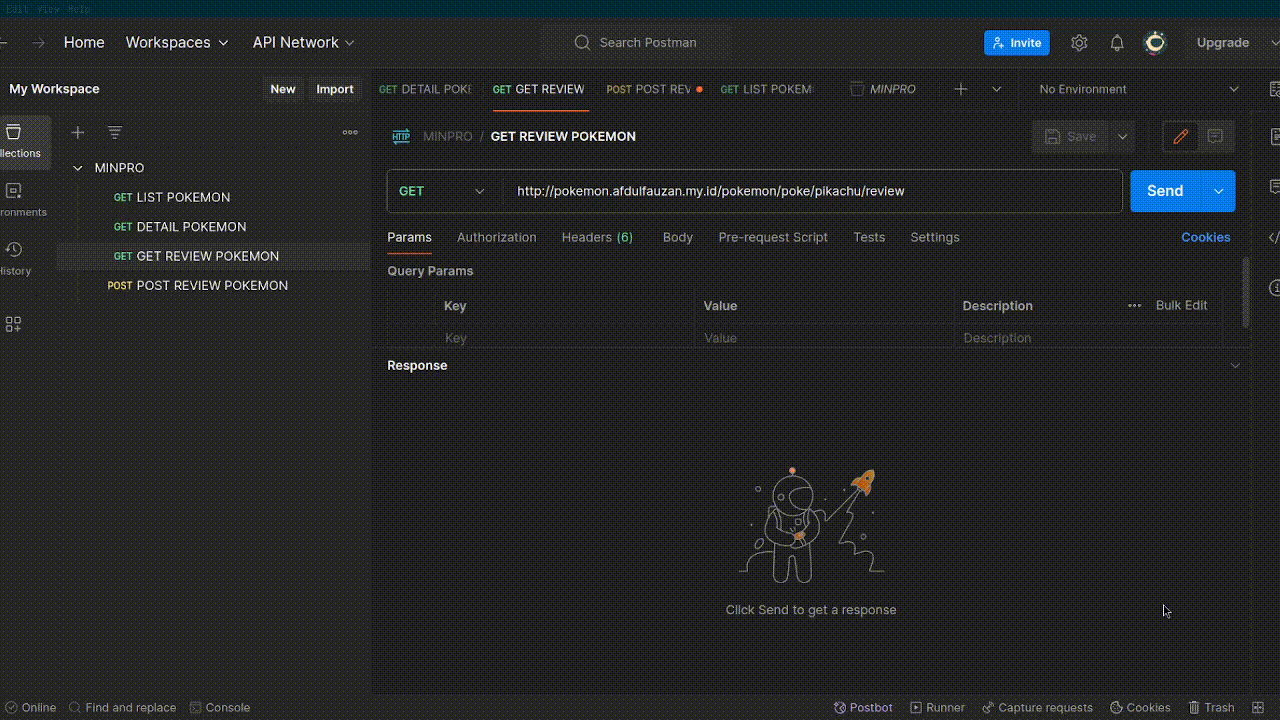 Edit View Help
Home Workspaces API Network Search Postman Invite Upgrade
My Workspace New Import GET DETAIL POKE GET GET REVIEW POST POST REV GET LIST POKEM MINPRO No Environment
MINPRO / GET REVIEW POKEMON Save
llections
MINPRO
GET LIST POKEMON
GET http://pokemon.afdulfauzan.my.id/pokemon/poke/pikachu/review Send
ronments
GET DETAIL POKEMON
Params Authorization Headers (6) Body Pre-request Script Tests Settings Cookies
GET GET REVIEW POKEMON
History
Query Params
POST POST REVIEW POKEMON
Key Value Description Bulk Edit
Key Value Description
Response
Click Send to get a response
Online Find and replace Console Postbot Runner Capture requests Cookies Trash